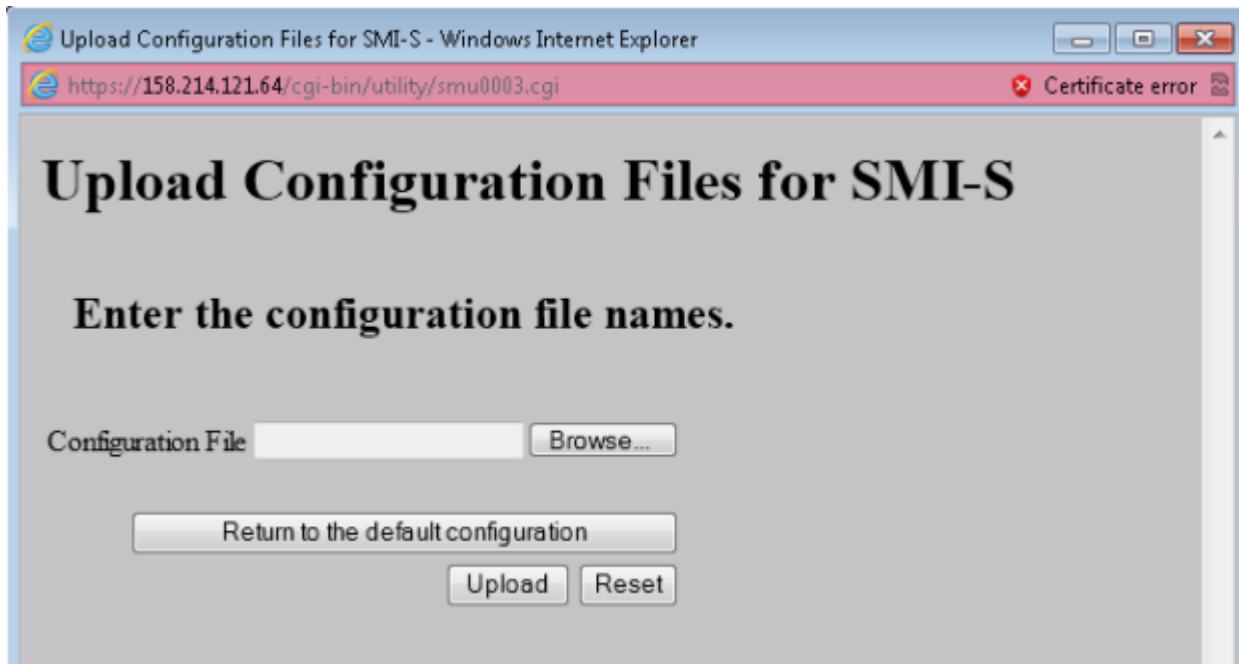 Upload Configuration Files for SMI-S - Windows Internet Explorer
https://158.214.121.64/cgi-bin/utility/smu0003.cgi Certificate error
Upload Configuration Files for SMI-S
Enter the configuration file names.
Configuration File Browse...
Return to the default configuration
Upload Reset